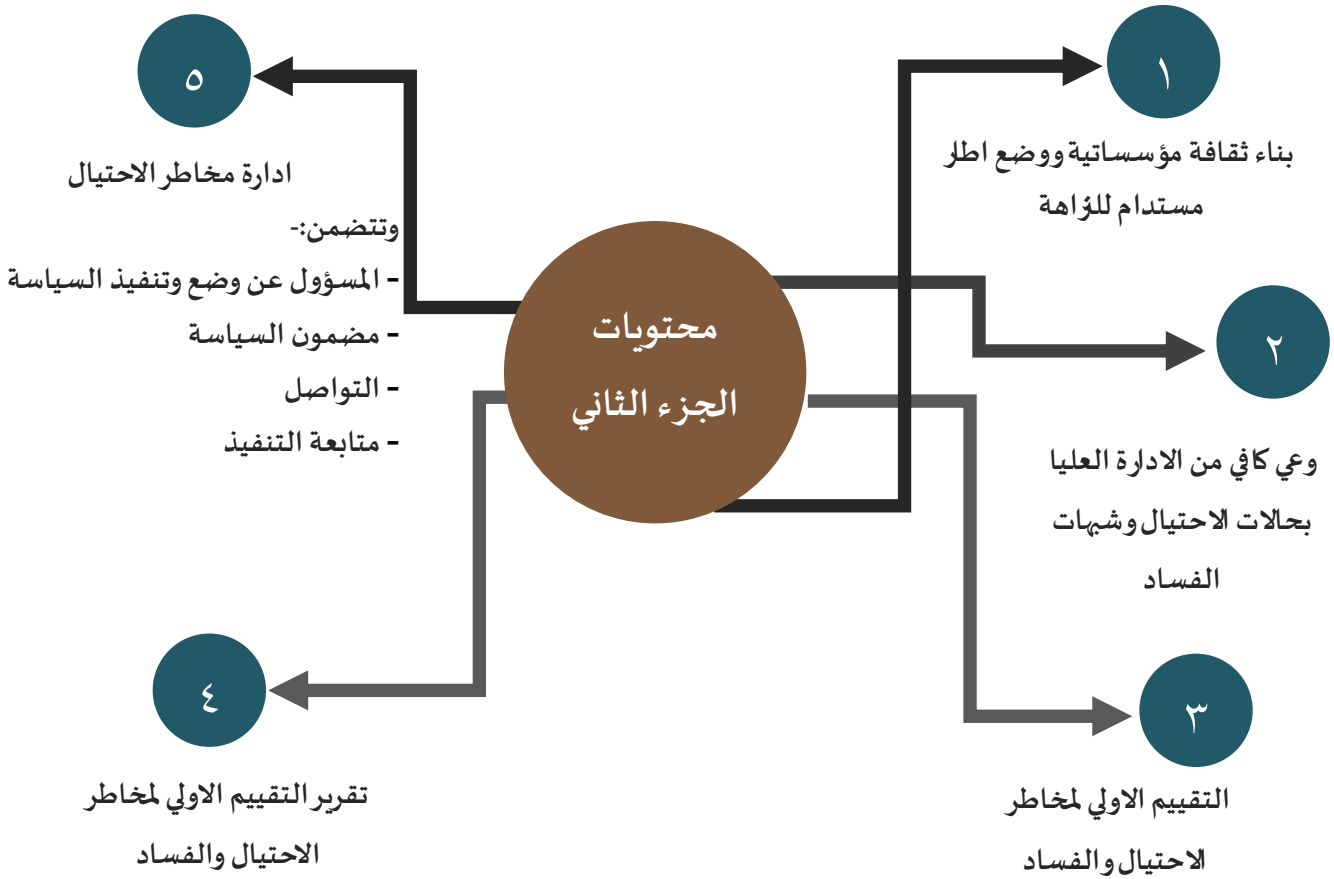 محتويات
الجزء الثاني
١
بناء ثقافة مؤسساتية ووضع اطار
مستدام للنزاهة
٢
وعي كافي من الادارة العليا
بحالات الاحتيال وشبهات
الفساد
٣
التقييم الاولي لمخاطر
الاحتيال والفساد
٤
تقرير التقييم الاولي لمخاطر
الاحتيال والفساد
٥
ادارة مخاطر الاحتيال
وتتضمن:-
- المسؤول عن وضع وتنفيذ السياسة
- مضمون السياسة
- التواصل
- متابعة التنفيذ